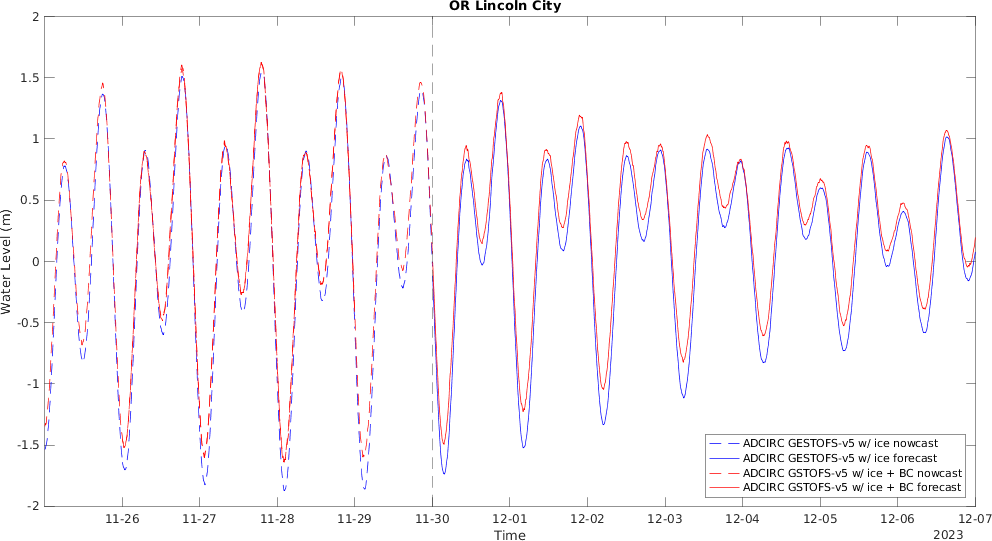 OR Lincoln City
2
1.5
1
0.5
0
-0.5
-1
-1.5
-2
Water Level (m)
11-26 11-27 11-28 11-29 11-30 12-01 12-02 12-03 12-04 12-05 12-06 12-07
Time
2023
ADCIRC GESTOFS-v5 w/ ice nowcast
ADCIRC GESTOFS-v5 w/ ice forecast
ADCIRC GSTOFS-v5 w/ ice + BC nowcast
ADCIRC GSTOFS-v5 w/ ice + BC forecast